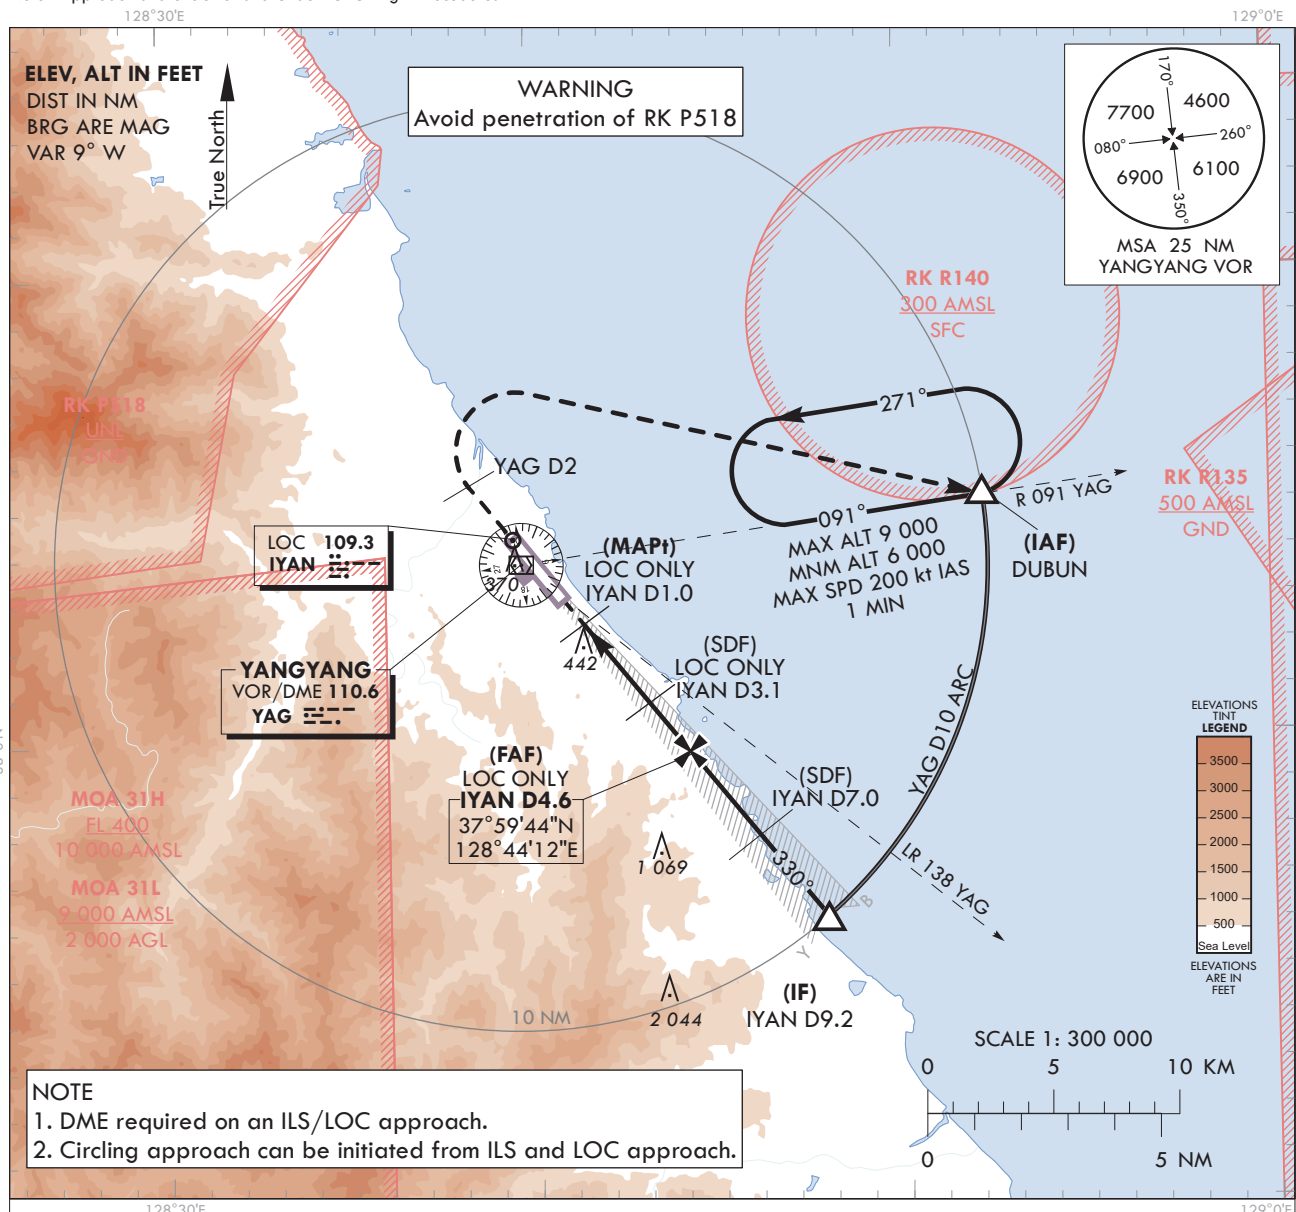 128°30'E
129°0'E
ELEV, ALT IN FEET
DIST IN NM
BRG ARE MAG
VAR 9° W
True North
WARNING
Avoid penetration of RK P518
170°
7700
4600
080°
260°
6900
6100
350°
MSA 25 NM
YANGYANG VOR
RK R140
300 AMSL
SFC
RK P518
UNL
GND
271°
YAG D2
091°
R 091 YAG
RK R135
500 AMSL
GND
MAX ALT 9 000
MNM ALT 6 000
MAX SPD 200 kt IAS
1 MIN
(IAF)
DUBUN
LOC 109.3
IYAN
(MAPt)
LOC ONLY
IYAN D1.0
27
370
18
442
(SDF)
LOC ONLY
IYAN D3.1
YANGYANG
VOR/DME 110.6
YAG
YAG D10 ARC
(FAF)
LOC ONLY
IYAN D4.6
37°59'44"N
128°44'12"E
(SDF)
IYAN D7.0
ELEVATIONS
TINT
LEGEND
3500
3000
2500
2000
1500
1000
500
Sea Level
ELEVATIONS
ARE IN
FEET
MOA 31H
FL 400
10 000 AMSL
MOA 31L
9 000 AMSL
2 000 AGL
1 069
330°
LR 138 YAG
B
Y
2 044
(IF)
IYAN D9.2
10 NM
SCALE 1: 300 000
0 5 10 KM
0 5 NM
NOTE
1. DME required on an ILS/LOC approach.
2. Circling approach can be initiated from ILS and LOC approach.
128°30'E
129°0'E